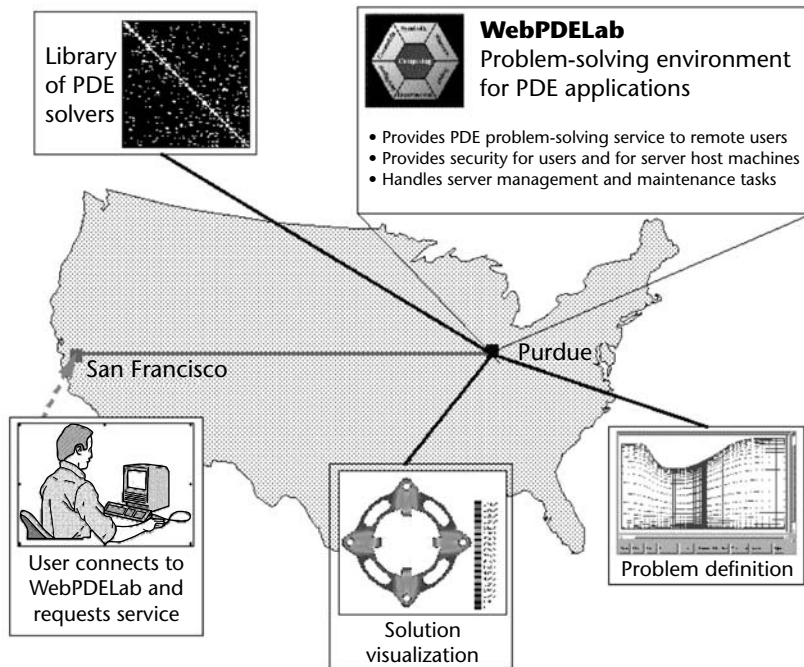 Library
of PDE
solvers
WebPDELab
Problem-solving environment
for PDE applications
• Provides PDE problem-solving service to remote users
• Provides security for users and for server host machines
• Handles server management and maintenance tasks
Computing
San Francisco
Purdue
User connects to
WebPDELab and
requests service
Solution
visualization
Problem definition